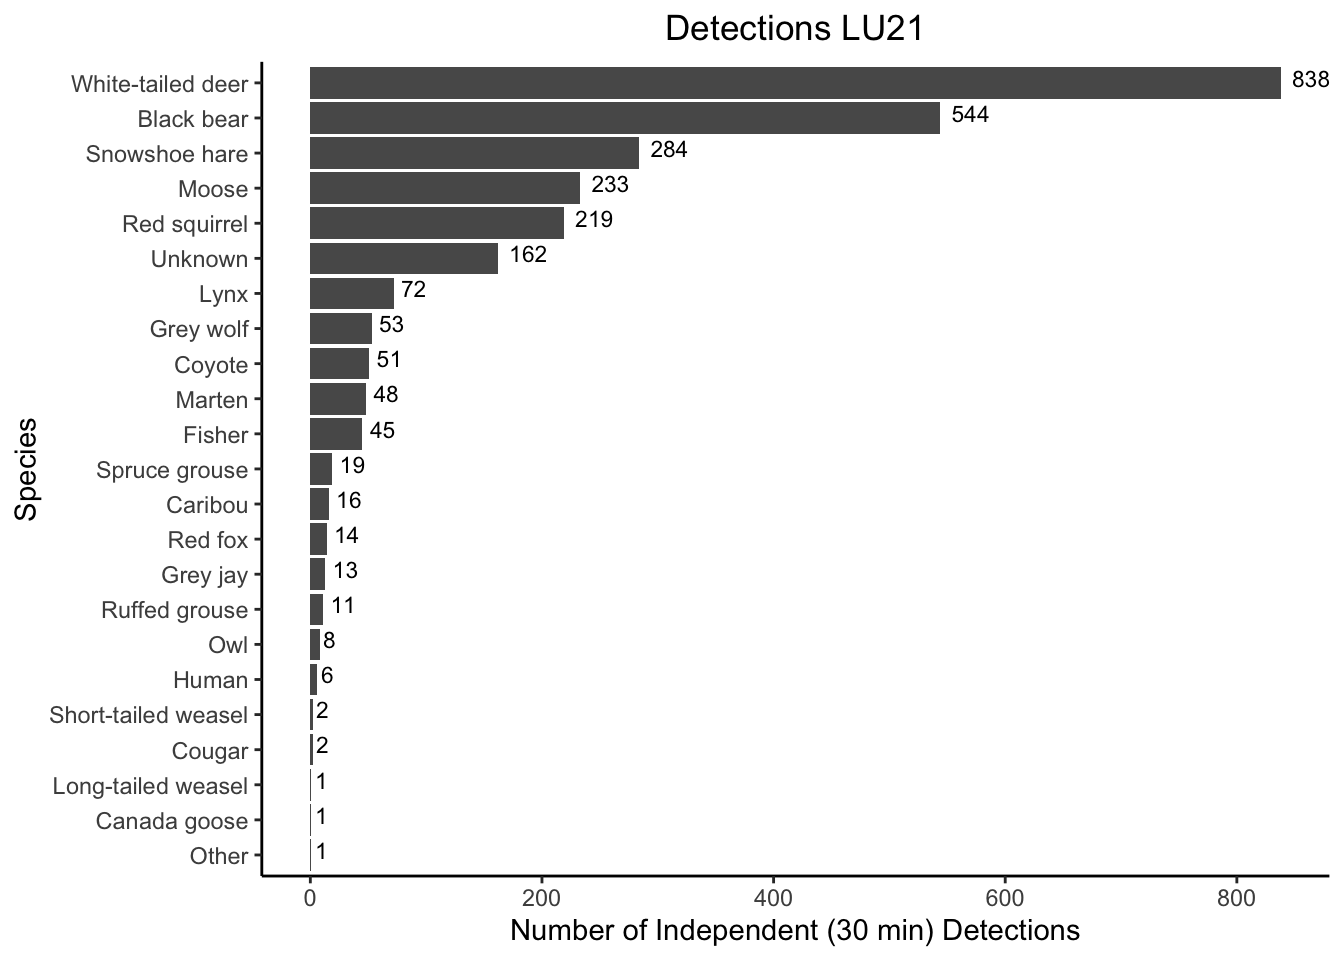 Detections LU21
Species
White-tailed deer 838
Black bear 544
Snowshoe hare 284
Moose 233
Red squirrel 219
Unknown 162
Lynx 72
Grey wolf 53
Coyote 51
Marten 48
Fisher 45
Spruce grouse 19
Caribou 16
Red fox 14
Grey jay 13
Ruffed grouse 11
Owl 8
Human 6
Short-tailed weasel 2
Cougar 2
Long-tailed weasel 1
Canada goose 1
Other 1
0 200 400 600 800
Number of Independent (30 min) Detections